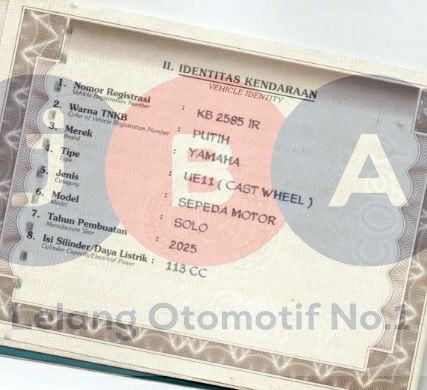 II. IDENTITAS KENDARAAN
VEHICLE IDENTITY
1. Nomor Registrasi : KB 2585 IR
Vehicle Registration Number
2. Warna TNKB : PUTIH
Color of Vehicle Registration Number
3. Merek : YAMAHA
Brand
4. Tipe : UE11 ( CAST WHEEL )
Type
5. Jenis : SEPEDA MOTOR
Category
6. Model : SOLO
Model
7. Tahun Pembuatan : 2025
Manufacture Year
8. Isi Silinder/Daya Listrik : 113 CC
Cylinder Capacity/Electrical Power
iBA
Lelang Otomotif No.1